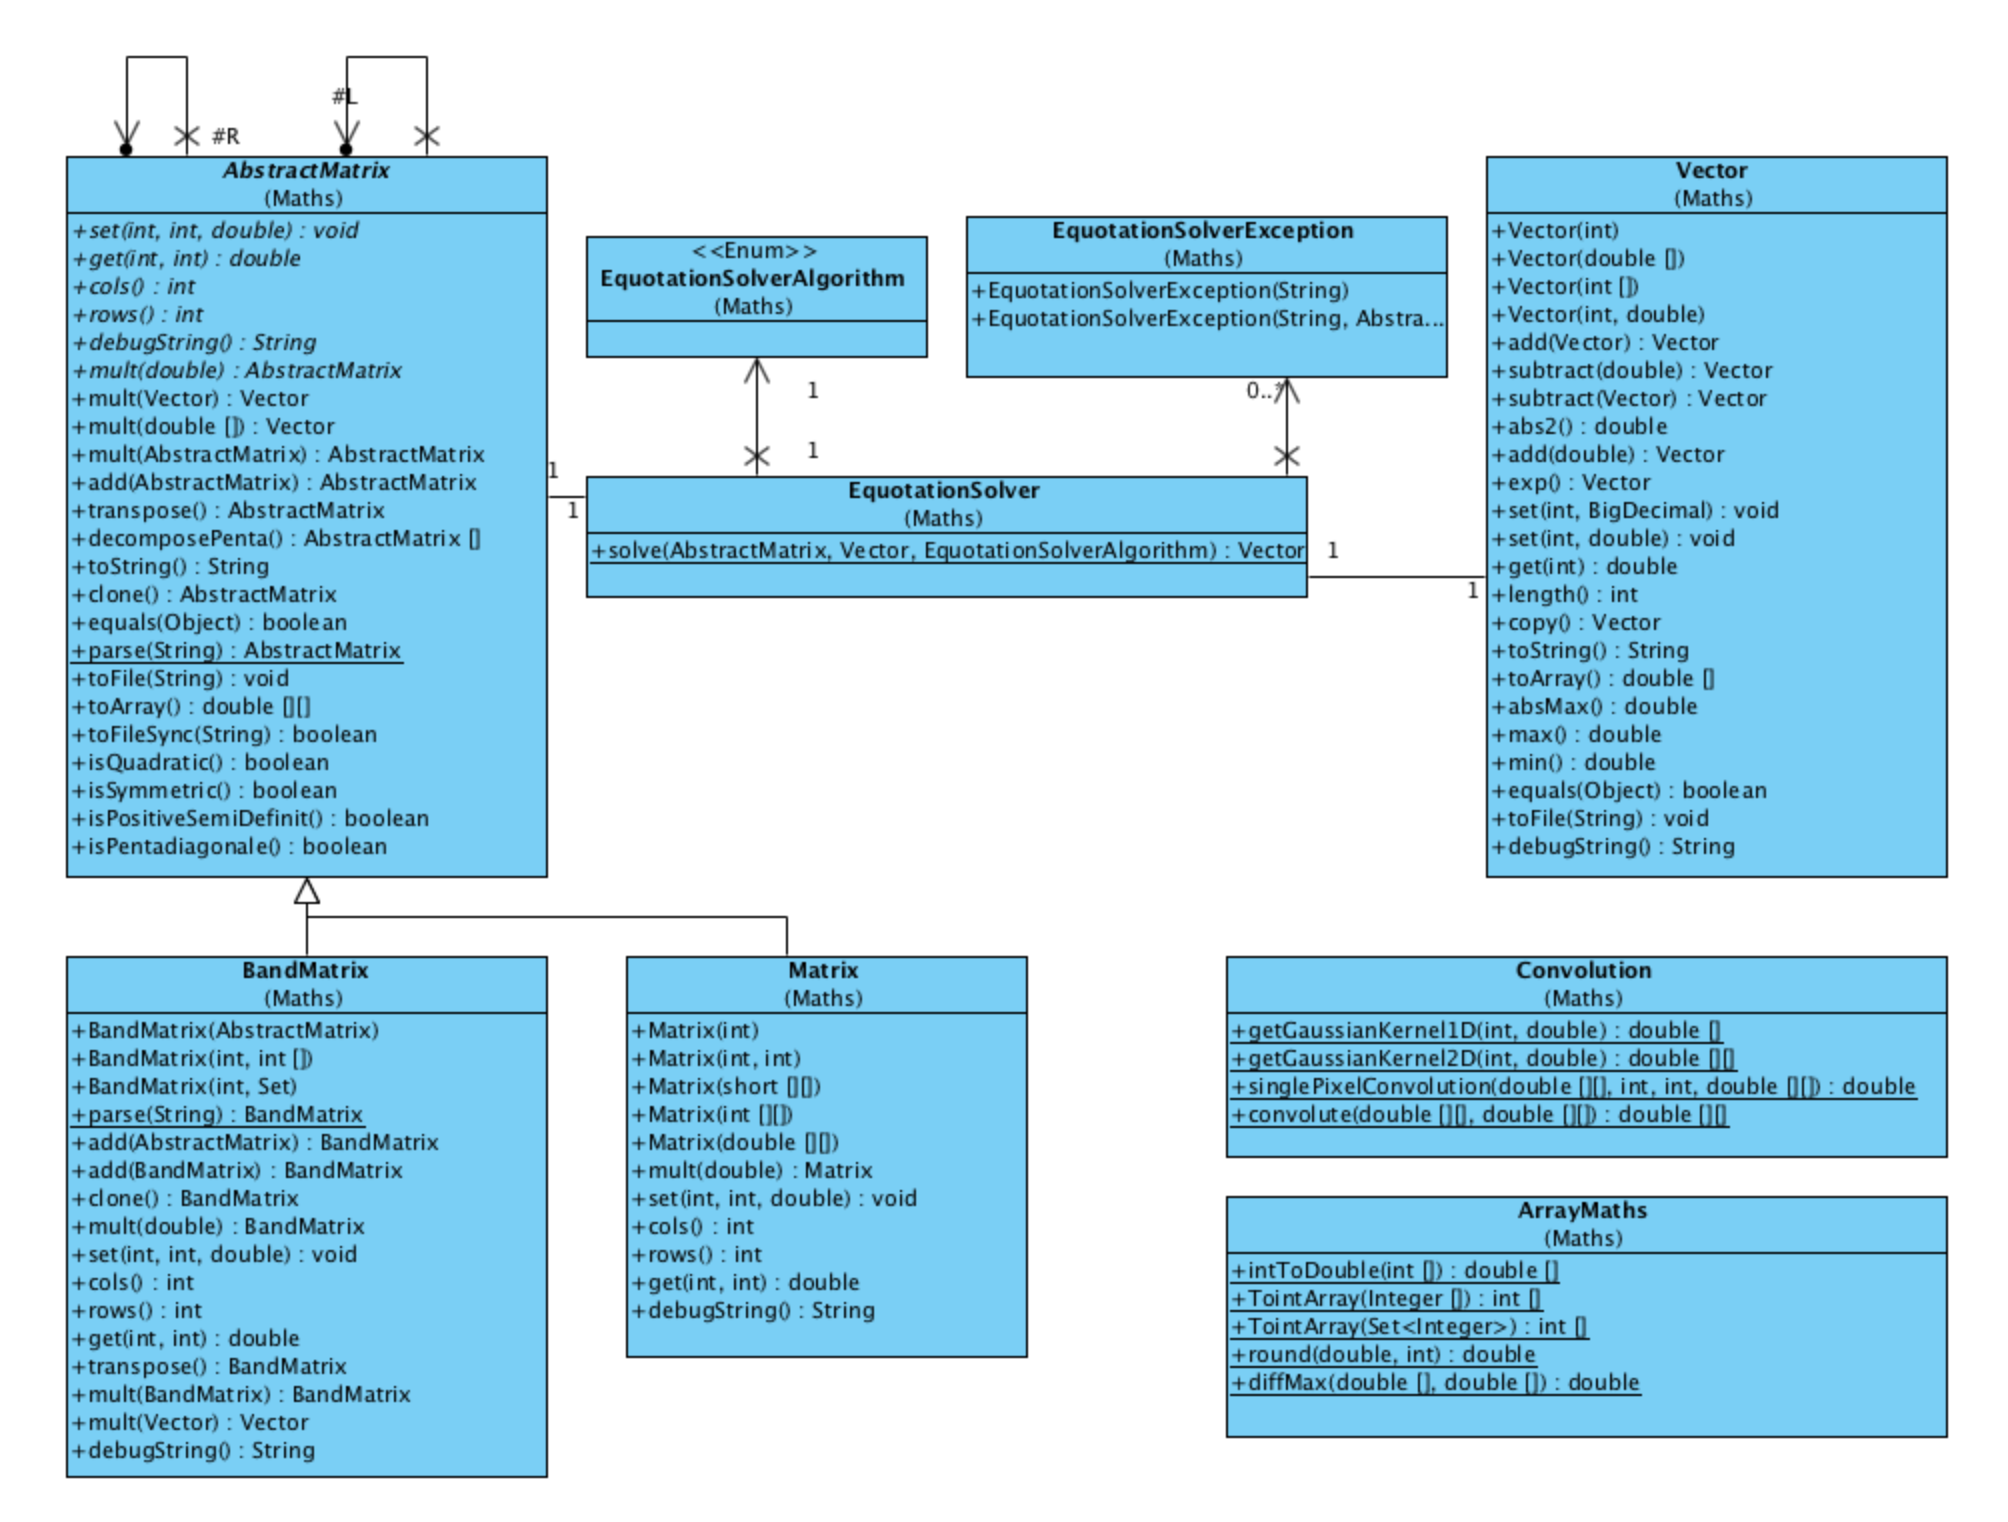 #L
#R
AbstractMatrix
(Maths)
+set(int, int, double) : void
+get(int, int) : double
+cols() : int
+rows() : int
+debugString() : String
+mult(double) : AbstractMatrix
+mult(Vector) : Vector
+mult(double []) : Vector
+mult(AbstractMatrix) : AbstractMatrix
+add(AbstractMatrix) : AbstractMatrix
+transpose() : AbstractMatrix
+decomposePenta() : AbstractMatrix []
+toString() : String
+clone() : AbstractMatrix
+equals(Object) : boolean
+parse(String) : AbstractMatrix
+toFile(String) : void
+toArray() : double [][]
+toFileSync(String) : boolean
+isQuadratic() : boolean
+isSymmetric() : boolean
+isPositiveSemiDefinit() : boolean
+isPentadiagonale() : boolean
<<Enum>>
EquotationSolverAlgorithm
(Maths)
1
1
EquotationSolverException
(Maths)
+EquotationSolverException(String)
+EquotationSolverException(String, Abstra...
0..*
1
1
EquotationSolver
(Maths)
+solve(AbstractMatrix, Vector, EquotationSolverAlgorithm) : Vector
1
1
Vector
(Maths)
+Vector(int)
+Vector(double [])
+Vector(int [])
+Vector(int, double)
+add(Vector) : Vector
+subtract(double) : Vector
+subtract(Vector) : Vector
+abs2() : double
+add(double) : Vector
+exp() : Vector
+set(int, BigDecimal) : void
+set(int, double) : void
+get(int) : double
+length() : int
+copy() : Vector
+toString() : String
+toArray() : double []
+absMax() : double
+max() : double
+min() : double
+equals(Object) : boolean
+toFile(String) : void
+debugString() : String
BandMatrix
(Maths)
+BandMatrix(AbstractMatrix)
+BandMatrix(int, int [])
+BandMatrix(int, Set)
+parse(String) : BandMatrix
+add(AbstractMatrix) : BandMatrix
+add(BandMatrix) : BandMatrix
+clone() : BandMatrix
+mult(double) : BandMatrix
+set(int, int, double) : void
+cols() : int
+rows() : int
+get(int, int) : double
+transpose() : BandMatrix
+mult(BandMatrix) : BandMatrix
+mult(Vector) : Vector
+debugString() : String
Matrix
(Maths)
+Matrix(int)
+Matrix(int, int)
+Matrix(short [][])
+Matrix(int [][])
+Matrix(double [][])
+mult(double) : Matrix
+set(int, int, double) : void
+cols() : int
+rows() : int
+get(int, int) : double
+debugString() : String
Convolution
(Maths)
+getGaussianKernel1D(int, double) : double []
+getGaussianKernel2D(int, double) : double [][]
+singlePixelConvolution(double [][], int, int, double [][]) : double
+convolute(double [][], double [][]) : double [][]
ArrayMaths
(Maths)
+intToDouble(int []) : double []
+TointArray(Integer []) : int []
+TointArray(Set<Integer>) : int []
+round(double, int) : double
+diffMax(double [], double []) : double